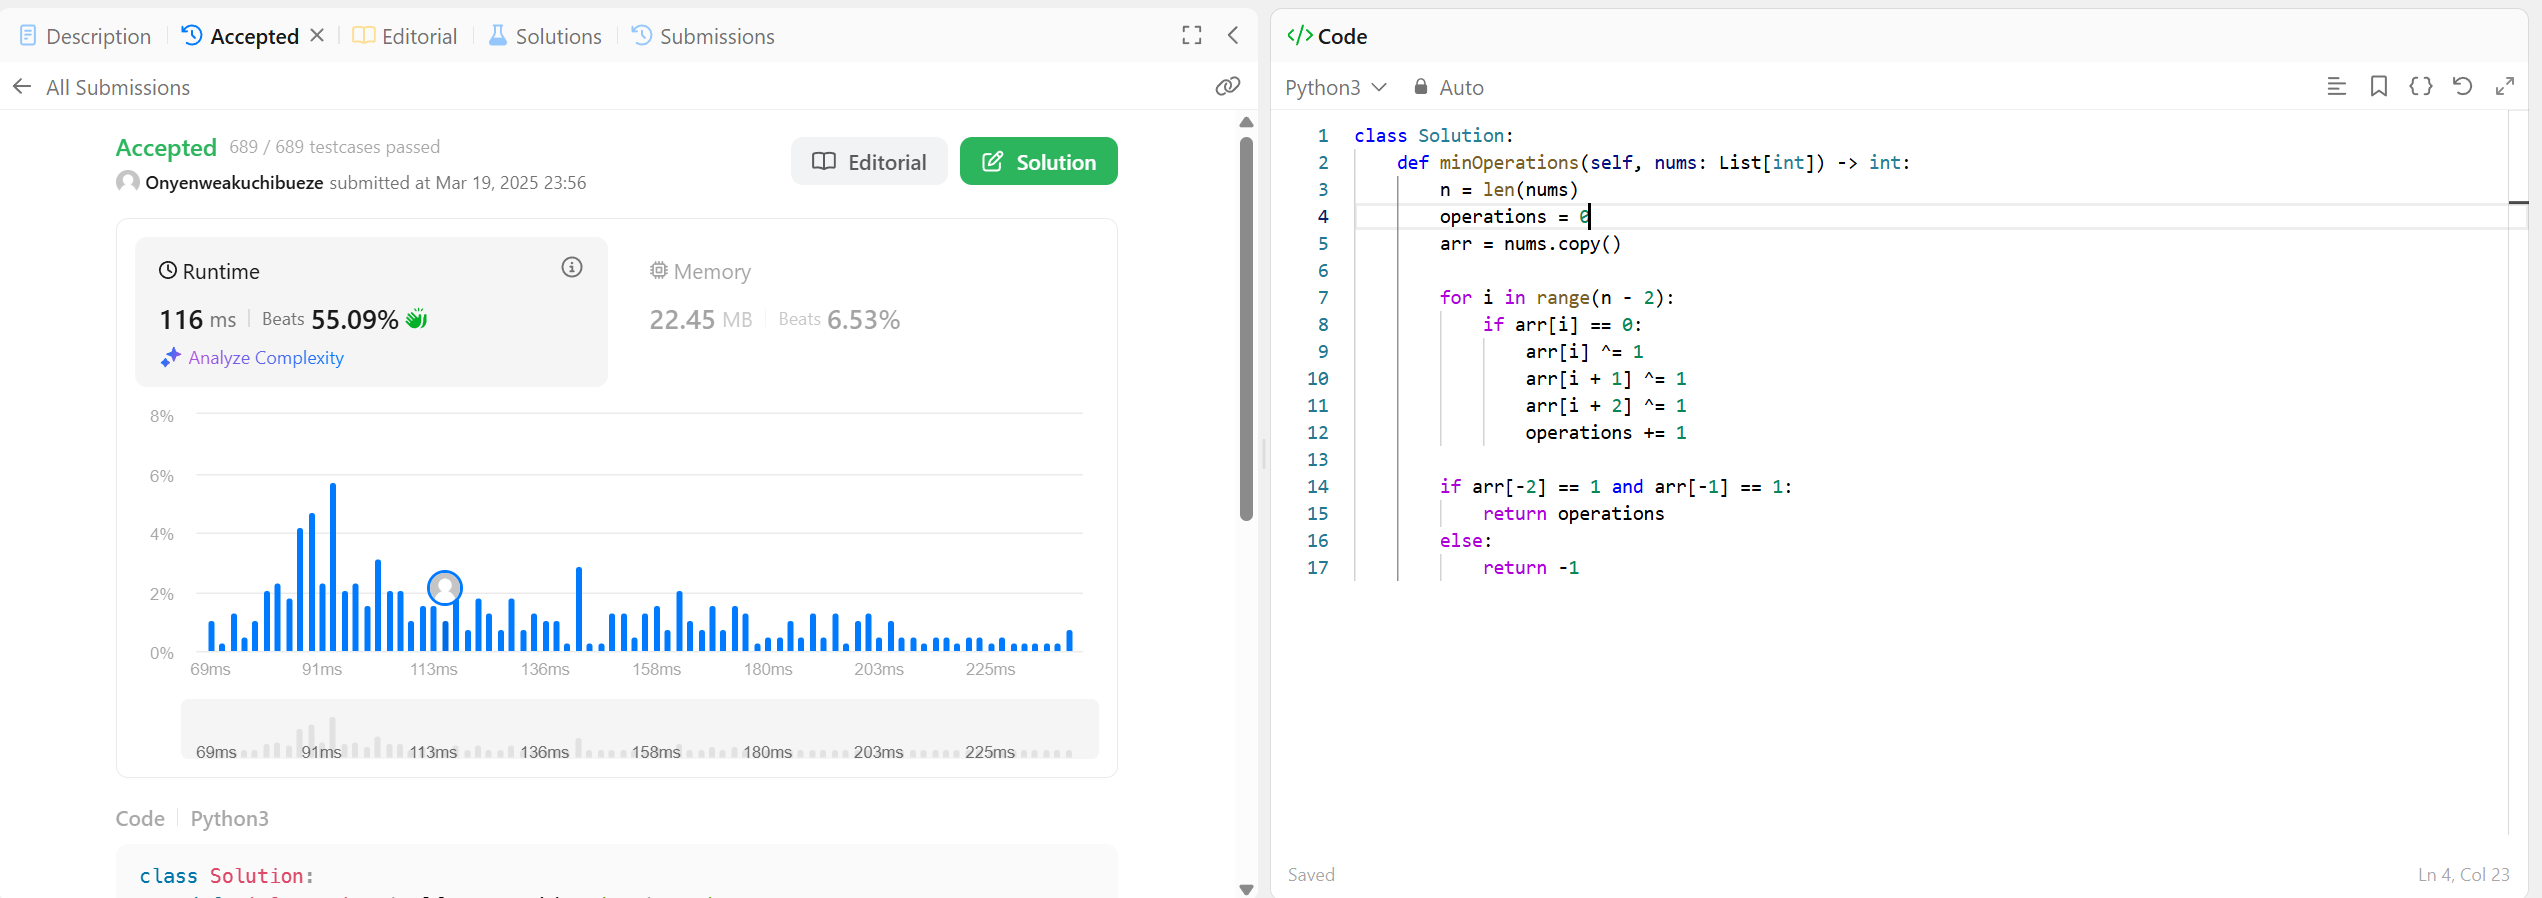 Description
Accepted
Editorial
Solutions
Submissions
All Submissions
Accepted 689 / 689 testcases passed
Onyenweakuchibueze submitted at Mar 19, 2025 23:56
Editorial
Solution
Runtime
116 ms Beats 55.09%
Analyze Complexity
Memory
22.45 MB Beats 6.53%
8%
6%
4%
2%
0%
69ms 91ms 113ms 136ms 158ms 180ms 203ms 225ms
69ms 91ms 113ms 136ms 158ms 180ms 203ms 225ms
Code Python3
class Solution:
</> Code
Python3 Auto
1 class Solution:
2     def minOperations(self, nums: List[int]) -> int:
3         n = len(nums)
4         operations = 0
5         arr = nums.copy()
6
7         for i in range(n - 2):
8             if arr[i] == 0:
9                 arr[i] ^= 1
10                 arr[i + 1] ^= 1
11                 arr[i + 2] ^= 1
12                 operations += 1
13
14         if arr[-2] == 1 and arr[-1] == 1:
15             return operations
16         else:
17             return -1
Saved
Ln 4, Col 23